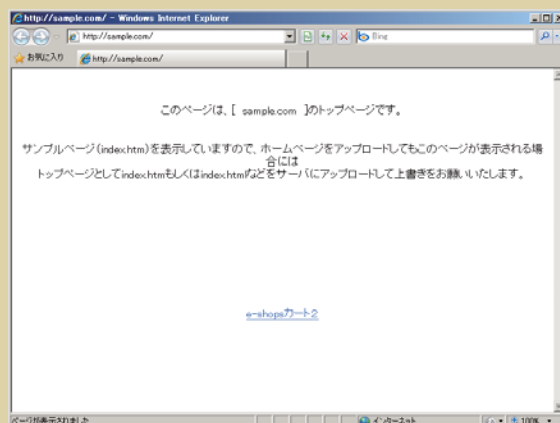 http://sample.com/ - Windows Internet Explorer
http://sample.com/
Bing
お気に入り
http://sample.com/
このページは、[ sample.com ]のトップページです。
サンプルページ(index.htm)を表示していますので、ホームページをアップロードしてもこのページが表示される場
合には
トップページとしてindex.htmもしくはindex.htmlなどをサーバにアップロードして上書きをお願いいたします。
e-shopsカート2
ページが表示されました
インターネット
100%